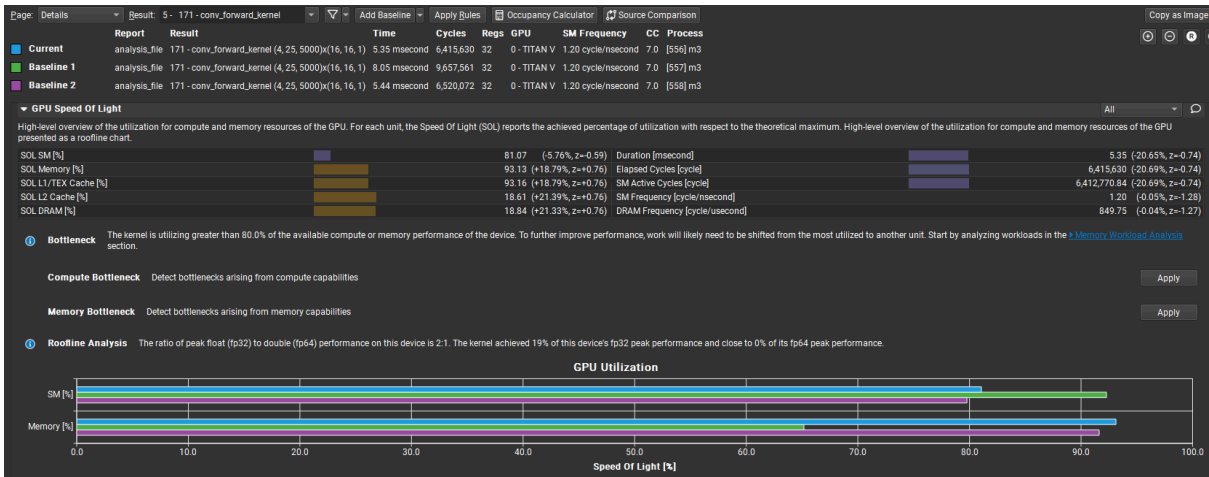 Page: Details Result: 5 - 171 - conv_forward_kernel Add Baseline Apply Rules Occupancy Calculator Source Comparison Copy as Image
Report Result Time Cycles Regs GPU SM Frequency CC Process
Current analysis_file 171 - conv_forward_kernel (4, 25, 5000)x(16, 16, 1) 5.35 msecond 6,415,630 32 0 - TITAN V 1.20 cycle/nsecond 7.0 [556] m3
Baseline 1 analysis_file 171 - conv_forward_kernel (4, 25, 5000)x(16, 16, 1) 8.05 msecond 9,657,561 32 0 - TITAN V 1.20 cycle/nsecond 7.0 [557] m3
Baseline 2 analysis_file 171 - conv_forward_kernel (4, 25, 5000)x(16, 16, 1) 5.44 msecond 6,520,072 32 0 - TITAN V 1.20 cycle/nsecond 7.0 [558] m3
GPU Speed Of Light All
High-level overview of the utilization for compute and memory resources of the GPU. For each unit, the Speed Of Light (SOL) reports the achieved percentage of utilization with respect to the theoretical maximum. High-level overview of the utilization for compute and memory resources of the GPU
presented as a roofline chart.
SOL SM [%] 81.07 (-5.76%, z=-0.59) Duration [msecond] 5.35 (-20.65%, z=-0.74)
SOL Memory [%] 93.13 (+18.79%, z=+0.76) Elapsed Cycles [cycle] 6,415,630 (-20.69%, z=-0.74)
SOL L1/TEX Cache [%] 93.16 (+18.79%, z=+0.76) SM Active Cycles [cycle] 6,412,770.84 (-20.69%, z=-0.74)
SOL L2 Cache [%] 18.61 (+21.39%, z=+0.76) SM Frequency [cycle/nsecond] 1.20 (-0.05%, z=-1.28)
SOL DRAM [%] 18.84 (+21.33%, z=+0.76) DRAM Frequency [cycle/usecond] 849.75 (-0.04%, z=-1.27)
Bottleneck The kernel is utilizing greater than 80.0% of the available compute or memory performance of the device. To further improve performance, work will likely need to be shifted from the most utilized to another unit. Start by analyzing workloads in the Memory Workload Analysis
section.
Compute Bottleneck Detect bottlenecks arising from compute capabilities Apply
Memory Bottleneck Detect bottlenecks arising from memory capabilities Apply
Roofline Analysis The ratio of peak float (fp32) to double (fp64) performance on this device is 2:1. The kernel achieved 19% of this device's fp32 peak performance and close to 0% of its fp64 peak performance.
GPU Utilization
SM [%]
Memory [%]
0.0 10.0 20.0 30.0 40.0 50.0 60.0 70.0 80.0 90.0 100.0
Speed Of Light [%]